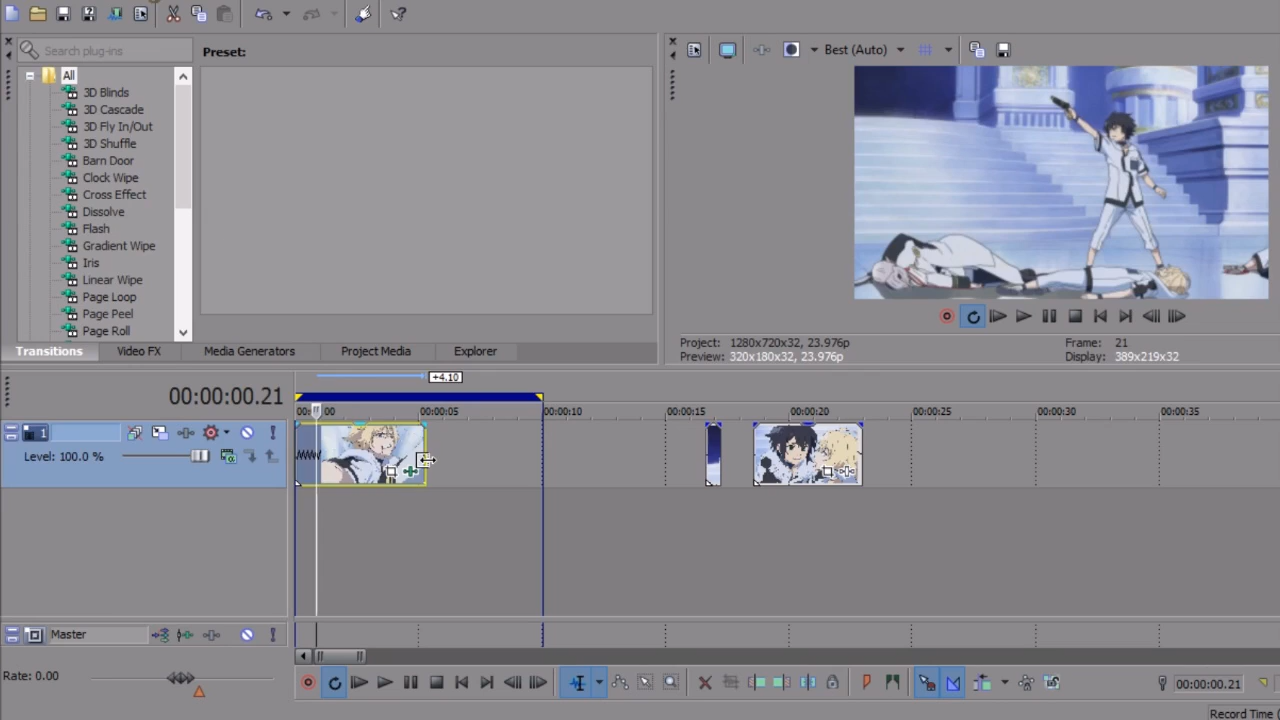 Search plug-ins
Preset:
Best (Auto)
All
3D Blinds
3D Cascade
3D Fly In/Out
3D Shuffle
Barn Door
Clock Wipe
Cross Effect
Dissolve
Flash
Gradient Wipe
Iris
Linear Wipe
Page Loop
Page Peel
Page Roll
Transitions
Video FX
Media Generators
Project Media
Explorer
Project: 1280x720x32, 23.976p
Frame: 21
Preview: 320x180x32, 23.976p
Display: 389x219x32
+4.10
00:00:00.21
00:00:05
00:00:10
00:00:15
00:00:20
00:00:25
00:00:30
00:00:35
1
Level: 100.0 %
Master
Rate: 0.00
00:00:00.21
Record Time (